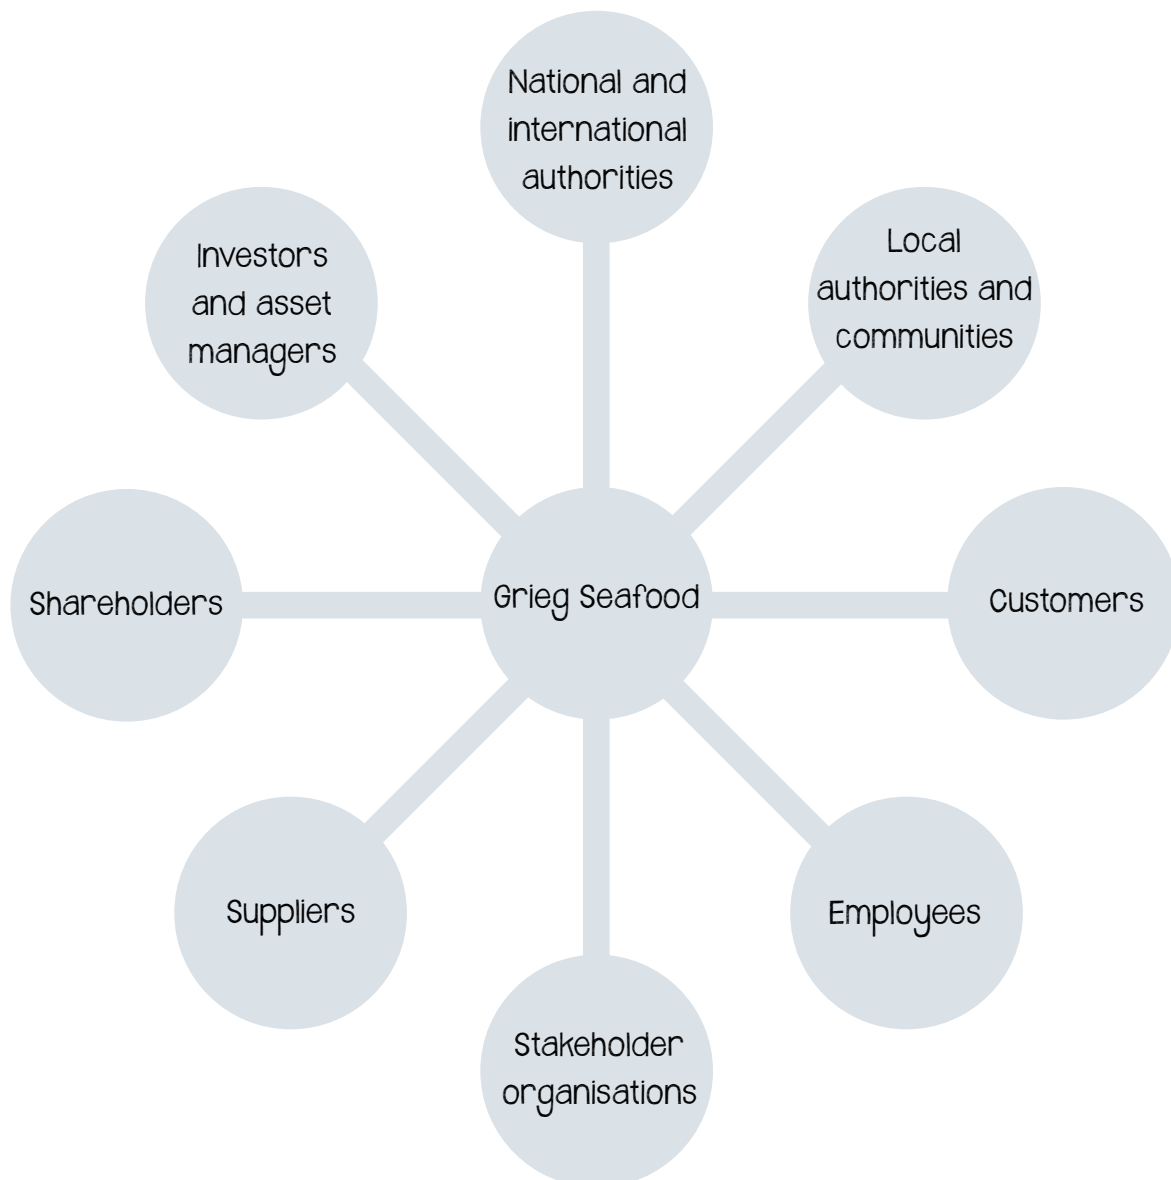 National and
international
authorities
Investors
and asset
managers
Local
authorities and
communities
Shareholders
Grieg Seafood
Customers
Suppliers
Employees
Stakeholder
organisations